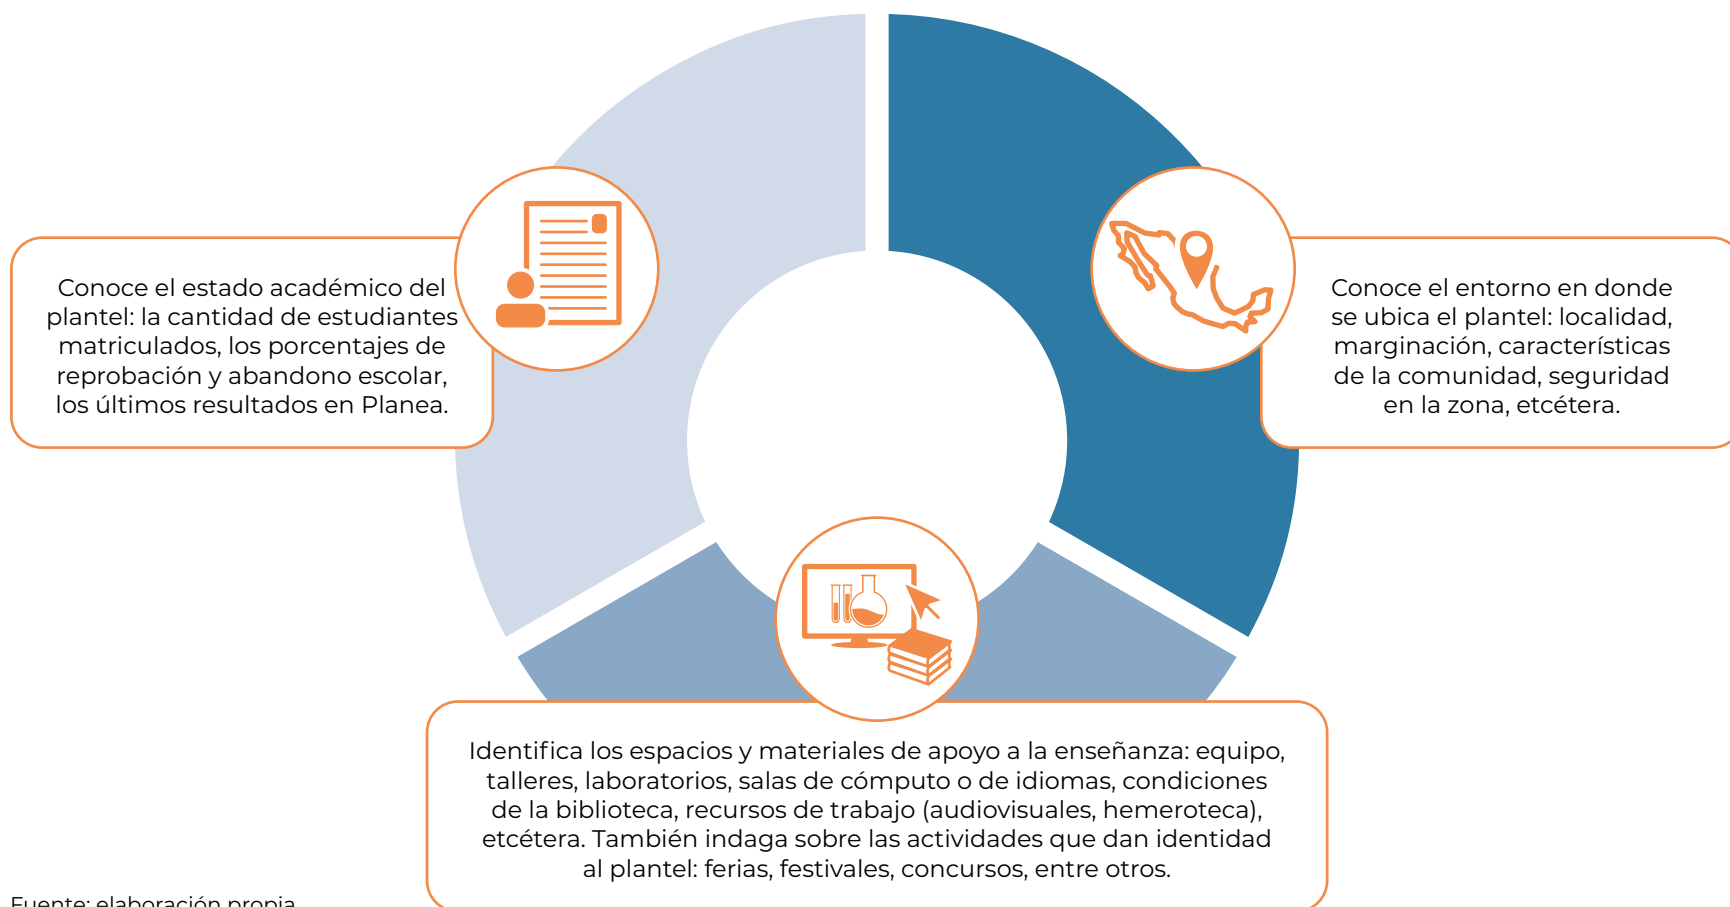 Conoce el estado académico del
plantel: la cantidad de estudiantes
matriculados, los porcentajes de
reprobación y abandono escolar,
los últimos resultados en Planea.
Conoce el entorno en donde
se ubica el plantel: localidad,
marginación, características
de la comunidad, seguridad
en la zona, etcétera.
Identifica los espacios y materiales de apoyo a la enseñanza: equipo,
talleres, laboratorios, salas de cómputo o de idiomas, condiciones
de la biblioteca, recursos de trabajo (audiovisuales, hemeroteca),
etcétera. También indaga sobre las actividades que dan identidad
al plantel: ferias, festivales, concursos, entre otros.
Fuente: elaboración propia